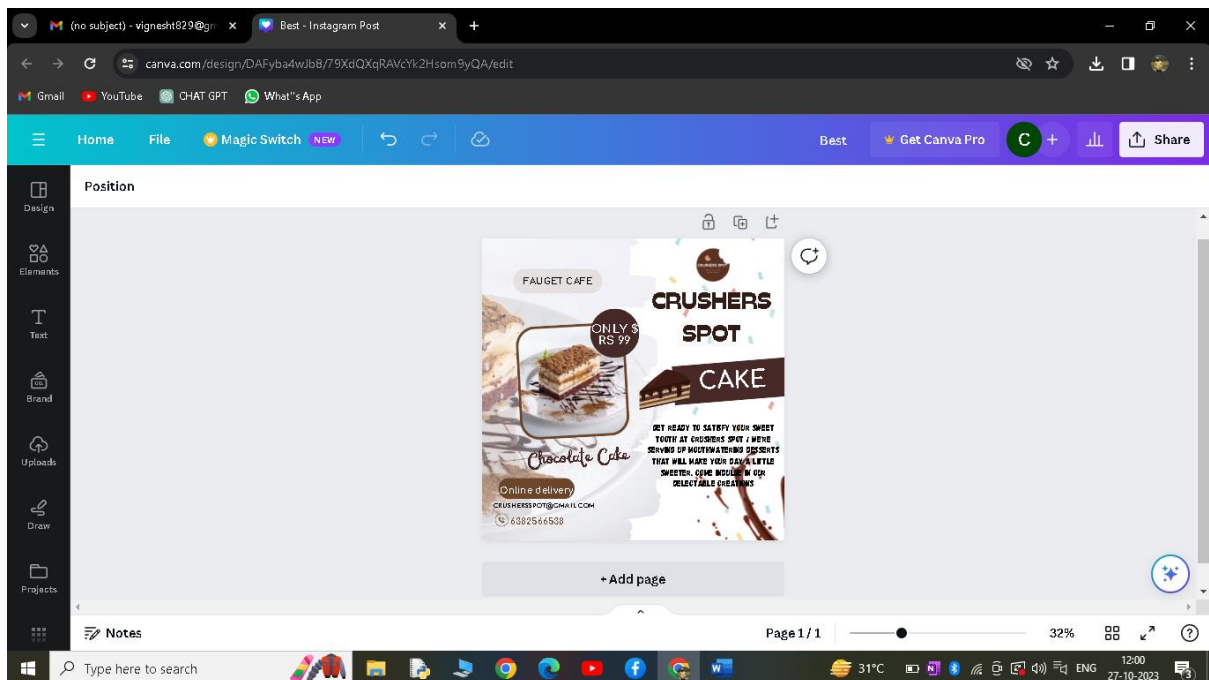 (no subject) - vignesht829@gm
Best - Instagram Post
canva.com/design/DAFyba4wJb8/79XdQXqRAVcYk2Hsom9yQA/edit
Gmail YouTube CHAT GPT What"s App
Home File Magic Switch NEW Best Get Canva Pro C + Share
Position
Design
Elements
Text
Brand
Uploads
Draw
Projects
FAUGET CAFE
ONLY $
RS 99
Chocolate Cake
Online delivery
CRUSHERSSPOT@GMAIL.COM
6382566538
CRUSHERS SPOT
CRUSHERS
SPOT
CAKE
GET READY TO SATISFY YOUR SWEET
TOOTH AT CRUSHERS SPOT
SERVING UP MOUTHWATERING DESSERTS
THAT WILL MAKE YOUR DAY A LITTLE
SWEETER. COME INDULGE IN OUR
DELECTABLE CREATIONS
+ Add page
Notes Page 1 / 1 32%
Type here to search 31°C ENG 12:00
27-10-2023 3